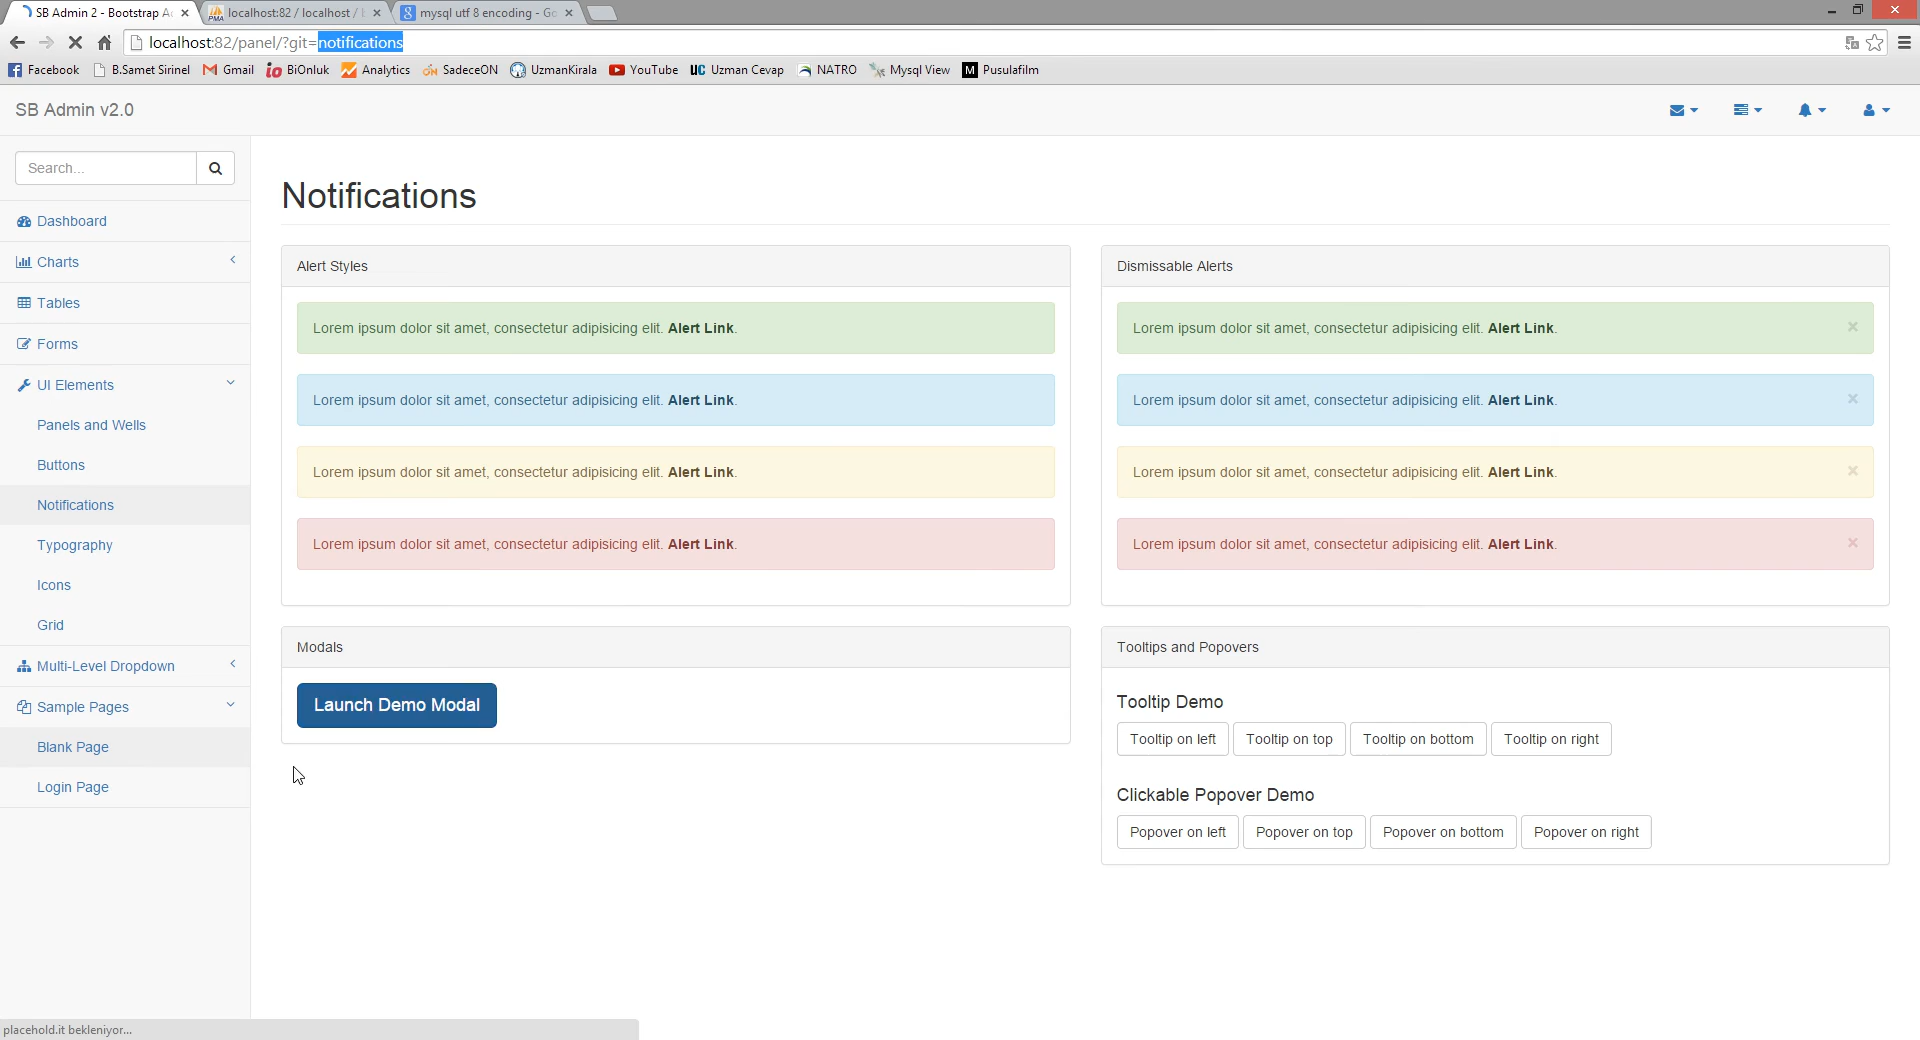 SB Admin 2 - Bootstrap Ad
localhost:82 / localhost /
mysql utf 8 encoding - Go
localhost:82/panel/?git=notifications
Facebook
B.Samet Sirinel
Gmail
BiOnluk
Analytics
SadeceON
UzmanKirala
YouTube
Uzman Cevap
NATRO
Mysql View
Pusulafilm
SB Admin v2.0
Search...
Dashboard
Charts
Tables
Forms
UI Elements
Panels and Wells
Buttons
Notifications
Typography
Icons
Grid
Multi-Level Dropdown
Sample Pages
Blank Page
Login Page
Notifications
Alert Styles
Lorem ipsum dolor sit amet, consectetur adipisicing elit. Alert Link.
Lorem ipsum dolor sit amet, consectetur adipisicing elit. Alert Link.
Lorem ipsum dolor sit amet, consectetur adipisicing elit. Alert Link.
Lorem ipsum dolor sit amet, consectetur adipisicing elit. Alert Link.
Dismissable Alerts
Lorem ipsum dolor sit amet, consectetur adipisicing elit. Alert Link.
Lorem ipsum dolor sit amet, consectetur adipisicing elit. Alert Link.
Lorem ipsum dolor sit amet, consectetur adipisicing elit. Alert Link.
Lorem ipsum dolor sit amet, consectetur adipisicing elit. Alert Link.
Modals
Launch Demo Modal
Tooltips and Popovers
Tooltip Demo
Tooltip on left
Tooltip on top
Tooltip on bottom
Tooltip on right
Clickable Popover Demo
Popover on left
Popover on top
Popover on bottom
Popover on right
placehold.it bekleniyor...